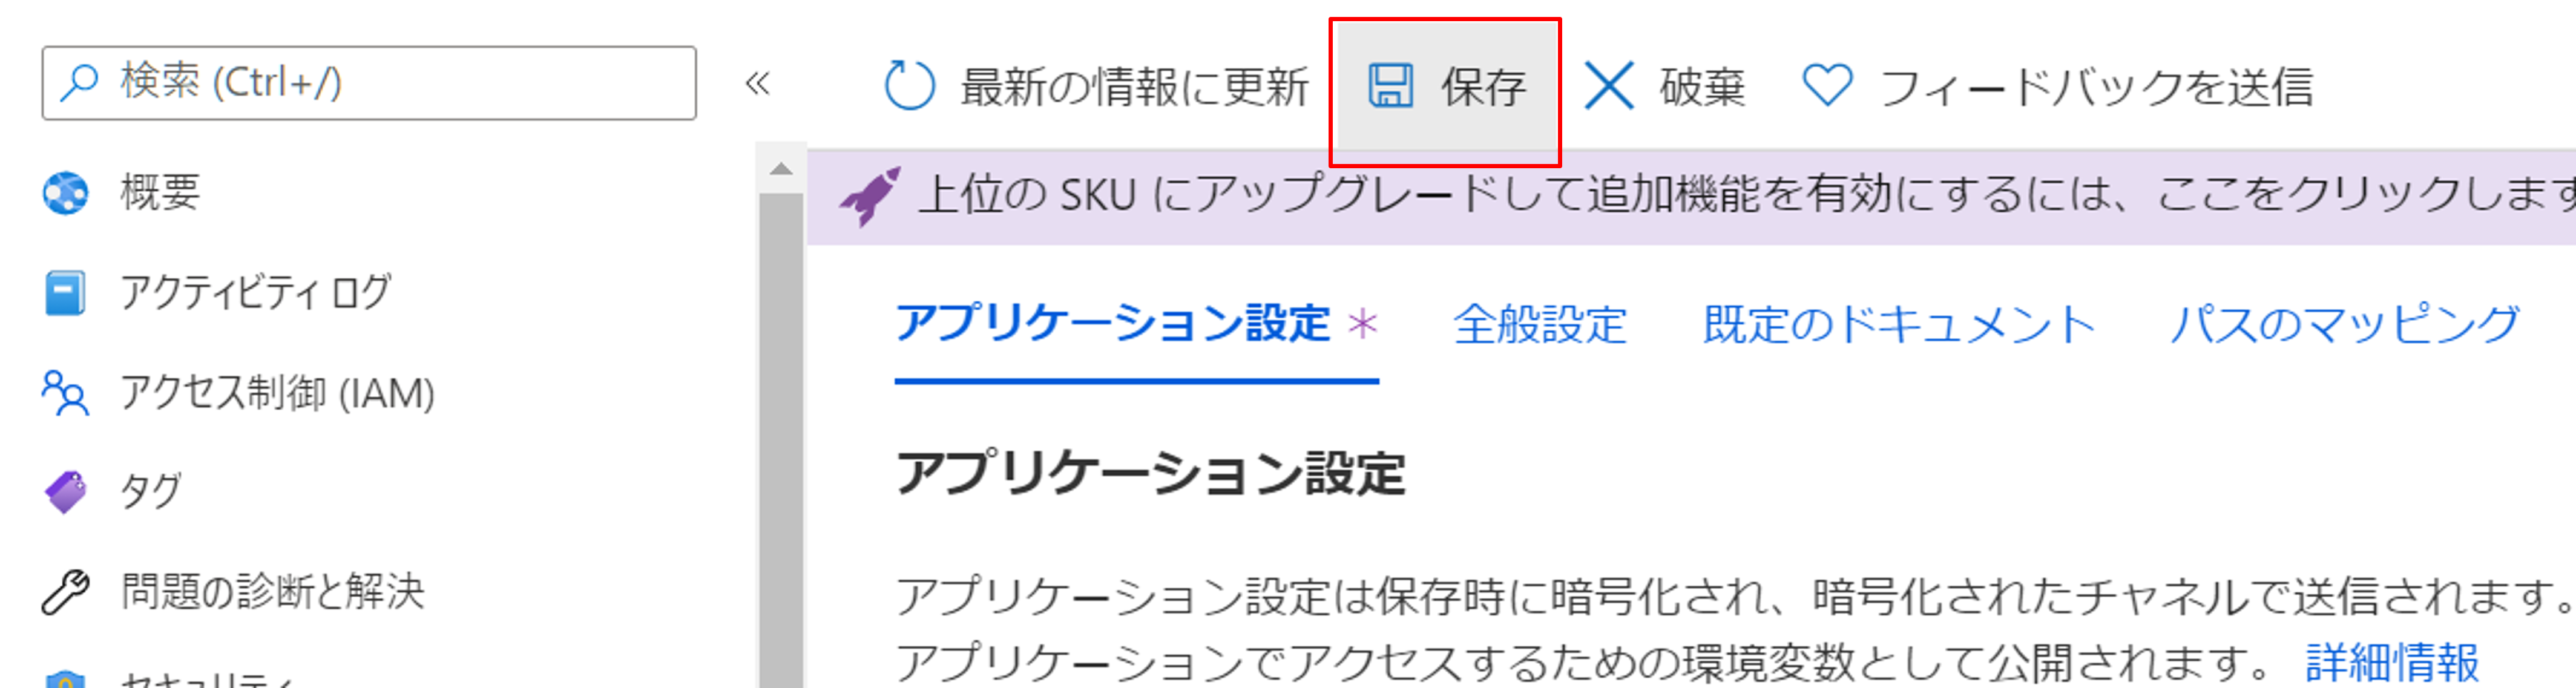 検索 (Ctrl+/)
«
最新の情報に更新
保存
破棄
フィードバックを送信
概要
アクティビティ ログ
アクセス制御 (IAM)
タグ
問題の診断と解決
セキュリティ
上位の SKU にアップグレードして追加機能を有効にするには、ここをクリックします
アプリケーション設定 *
全般設定
既定のドキュメント
パスのマッピング
アプリケーション設定
アプリケーション設定は保存時に暗号化され、暗号化されたチャネルで送信されます。
アプリケーションでアクセスするための環境変数として公開されます。 詳細情報